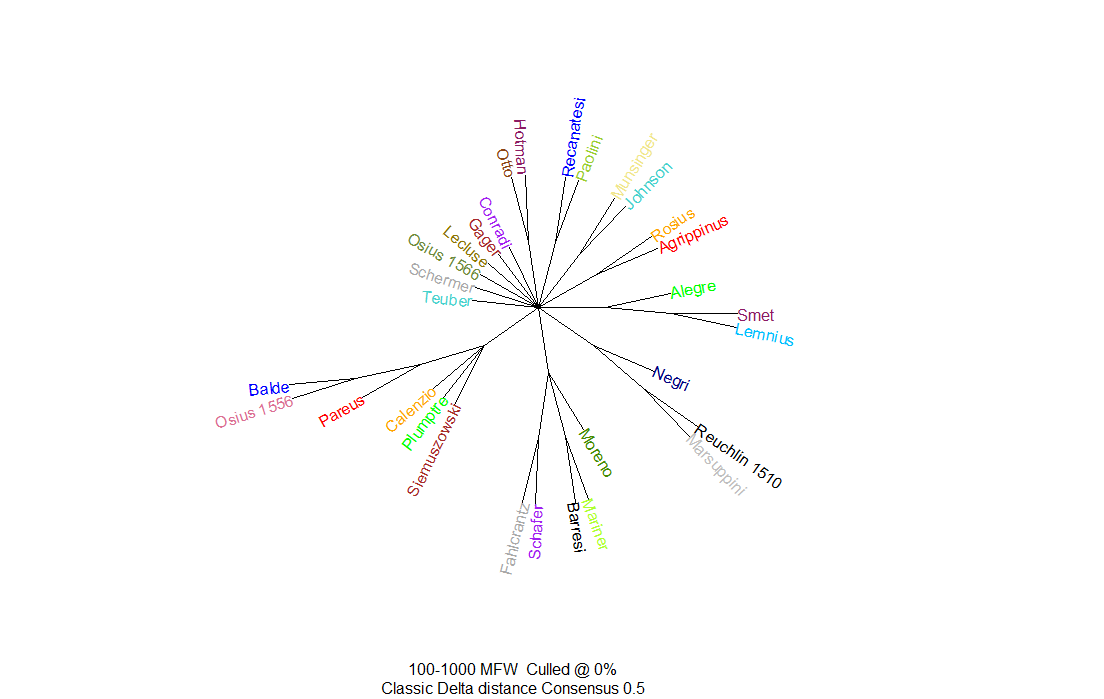 Recanatesi
Hotman
Paolini
Munsinger
Otto
Johnson
Conradi
Rosius
Gager
Agrippinus
Lecluse
Osius 1566
Schermer
Alegre
Teuber
Smet
Lemnius
Negri
Balde
Osius 1556
Pareus
Calenzio
Plumptre
Siemuszowski
Reuchlin 1510
Marsuppini
Moreno
Mariner
Barresi
Schafer
Fahlcrantz
100-1000 MFW Culled @ 0%
Classic Delta distance Consensus 0.5